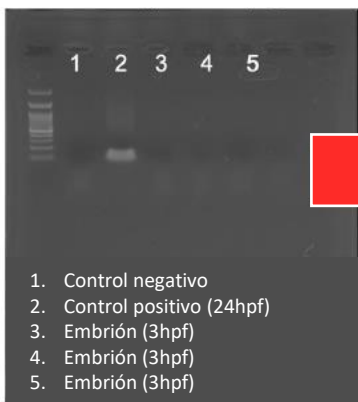 1 2 3 4 5
1. Control negativo
2. Control positivo (24hpf)
3. Embrión (3hpf)
4. Embrión (3hpf)
5. Embrión (3hpf)